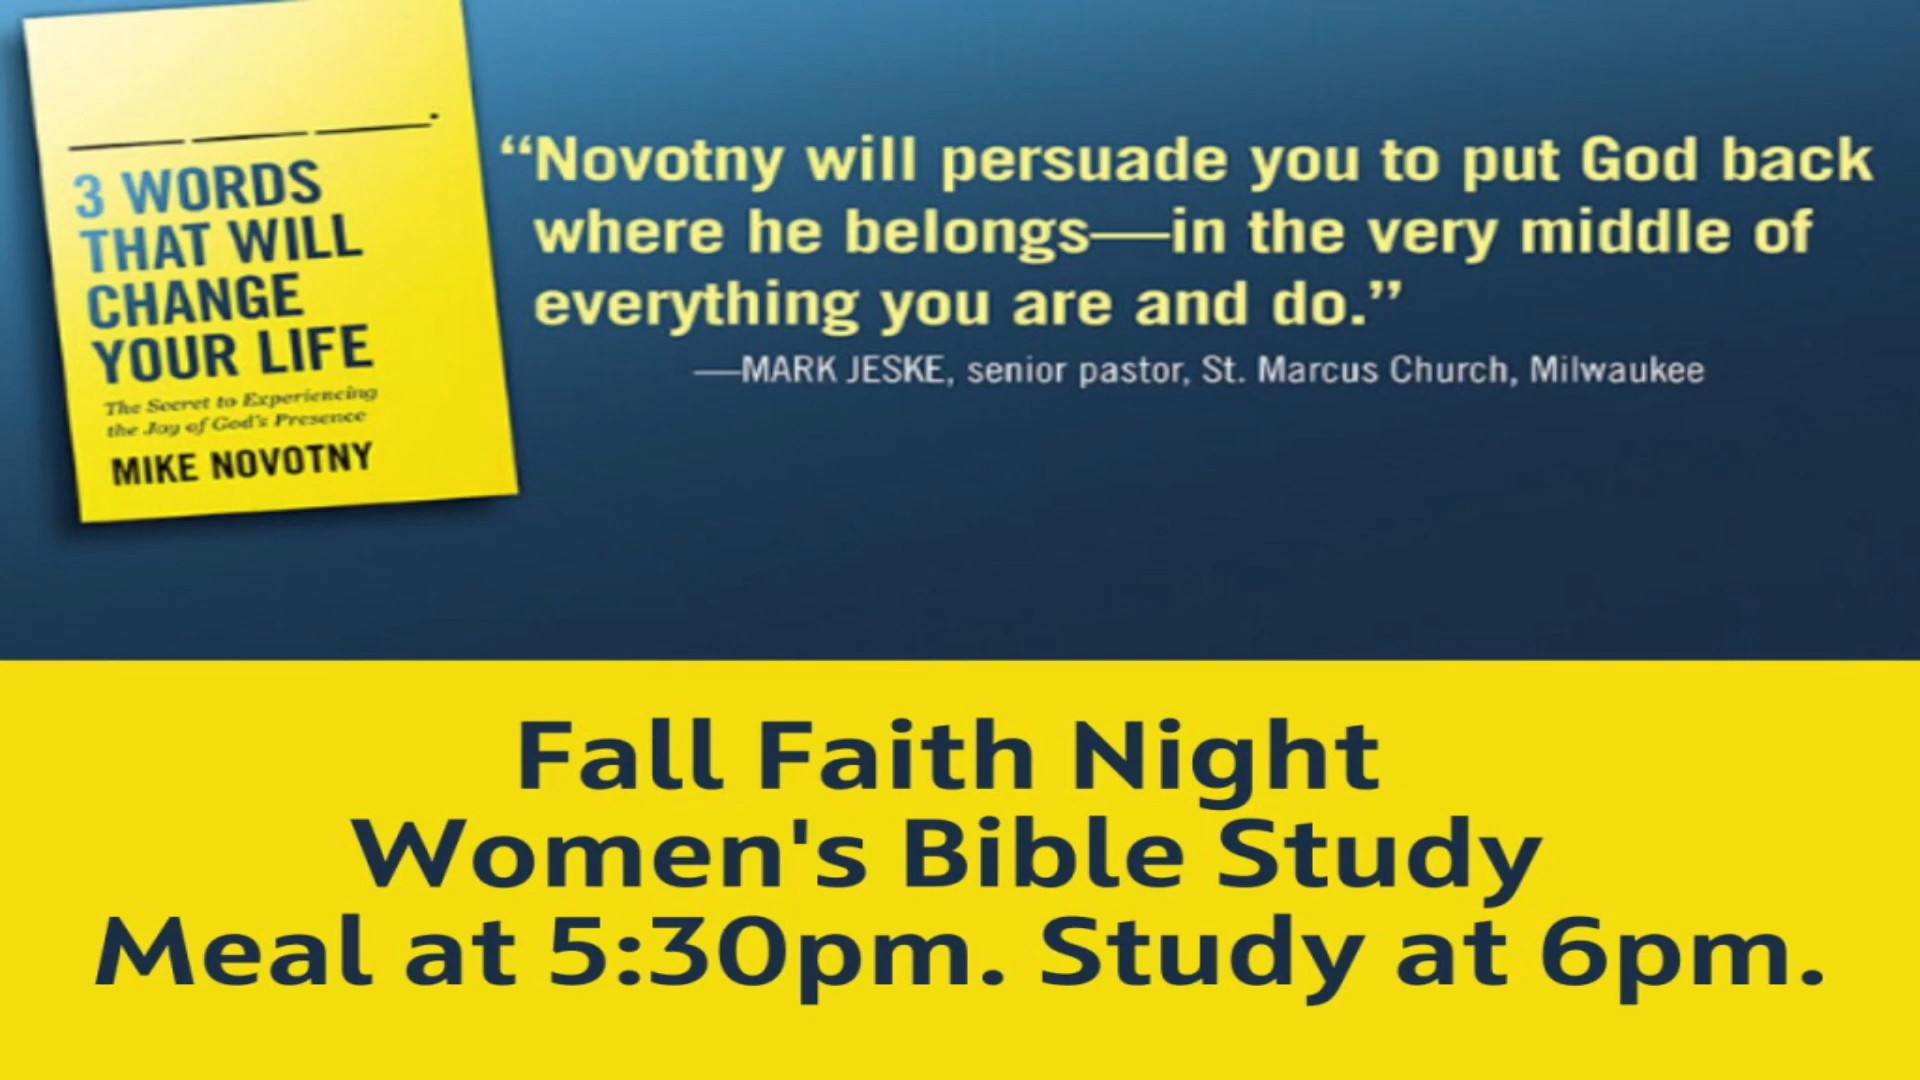 3 WORDS
THAT WILL
CHANGE
YOUR LIFE
The Secret to Experiencing
the Joy of God's Presence
MIKE NOVOTNY
“Novotny will persuade you to put God back
where he belongs—in the very middle of
everything you are and do.”
—MARK JESKE, senior pastor, St. Marcus Church, Milwaukee
Fall Faith Night
Women's Bible Study
Meal at 5:30pm. Study at 6pm.